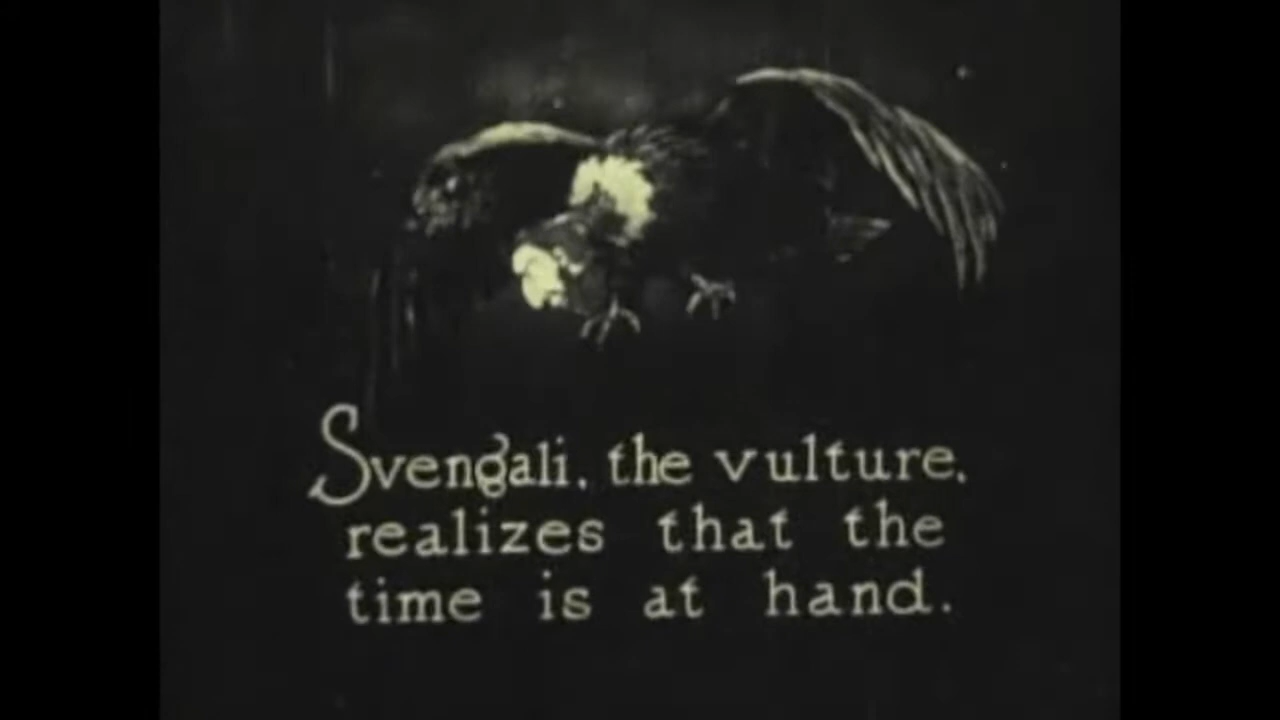 Svengali, the vulture,
realizes that the
time is at hand.